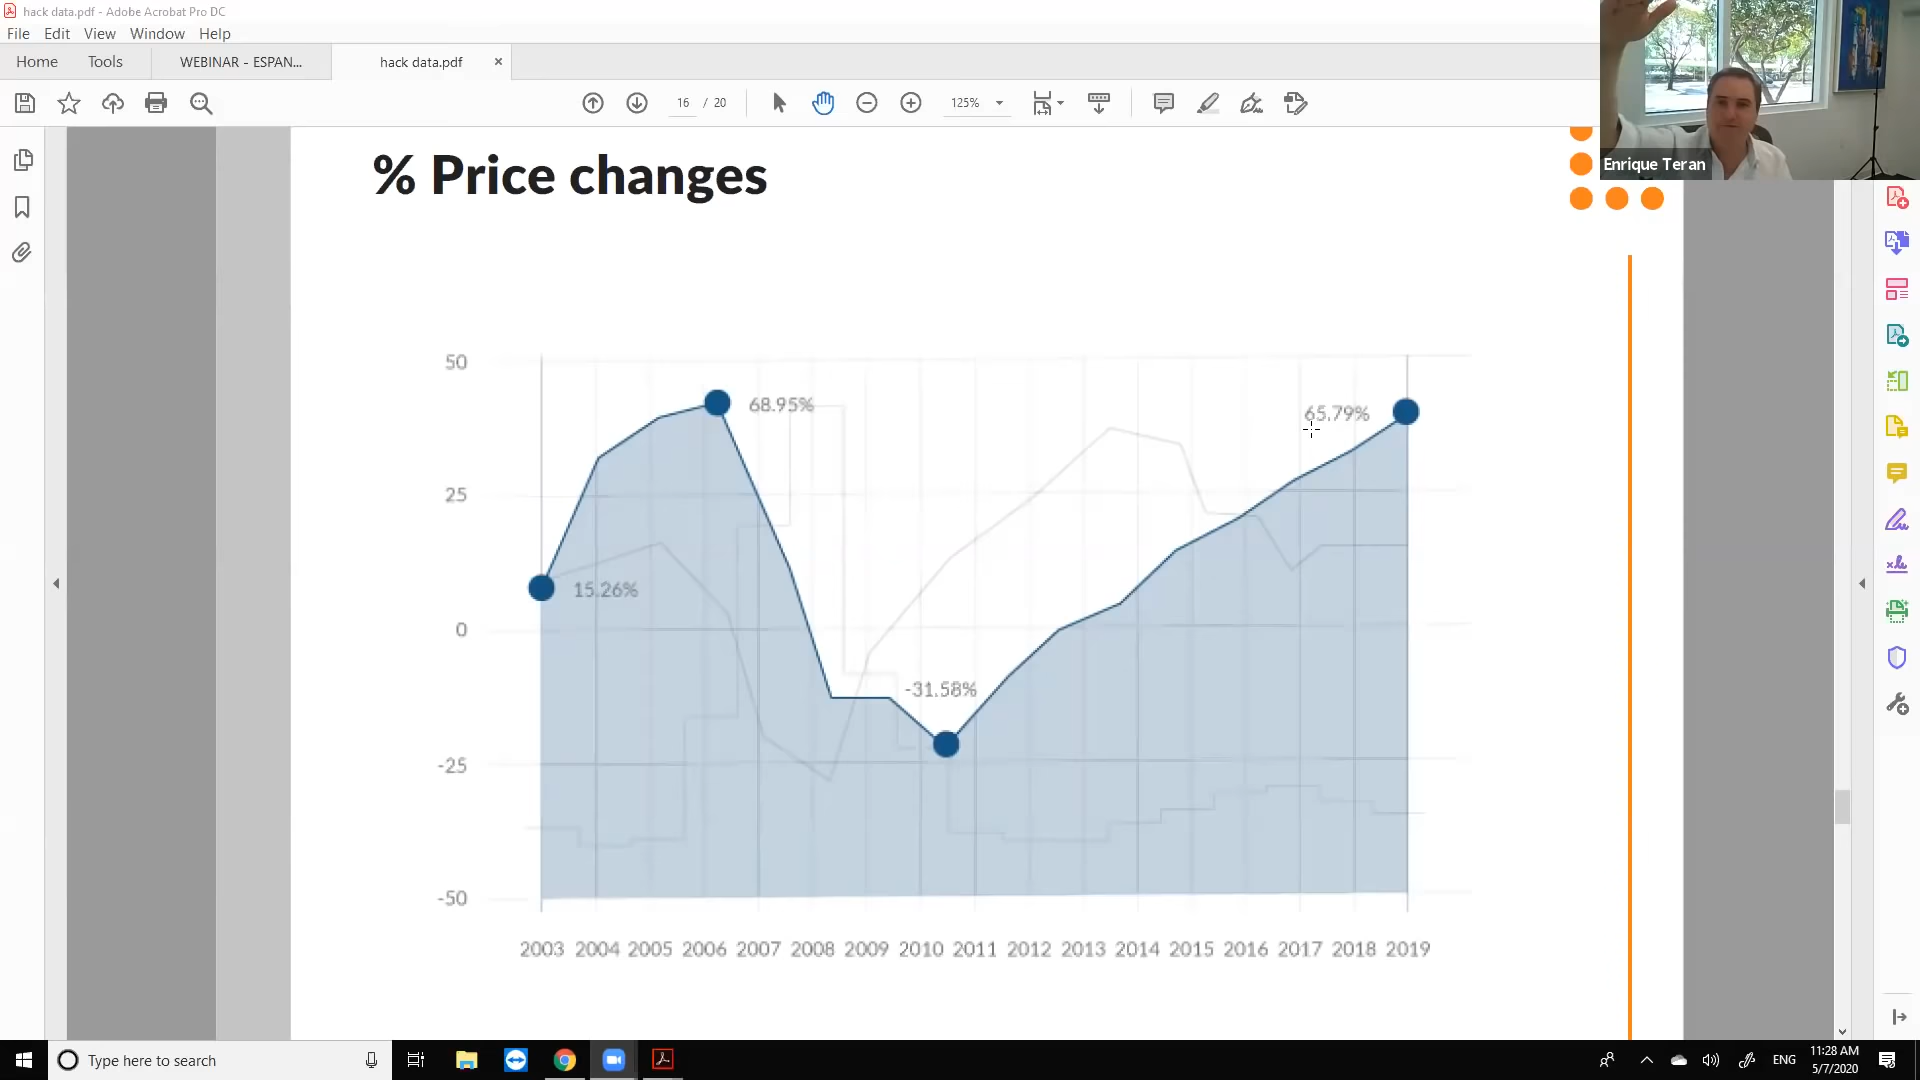 hack data.pdf - Adobe Acrobat Pro DC
File Edit View Window Help
Home Tools WEBINAR - ESPAN... hack data.pdf ×
16 / 20 125%
Enrique Teran
% Price changes
50
68.95%
65.79%
25
15.26%
0
-31.58%
-25
-50
2003 2004 2005 2006 2007 2008 2009 2010 2011 2012 2013 2014 2015 2016 2017 2018 2019
Type here to search
ENG
11:28 AM
5/7/2020